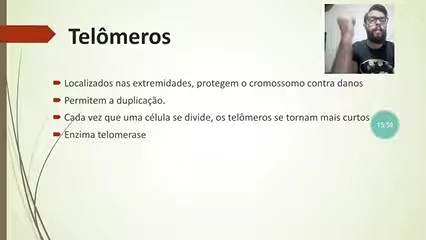 Telômeros
Localizados nas extremidades, protegem o cromossomo contra danos
Permitem a duplicação.
Cada vez que uma célula se divide, os telômeros se tornam mais curtos
15:59
Enzima telomerase